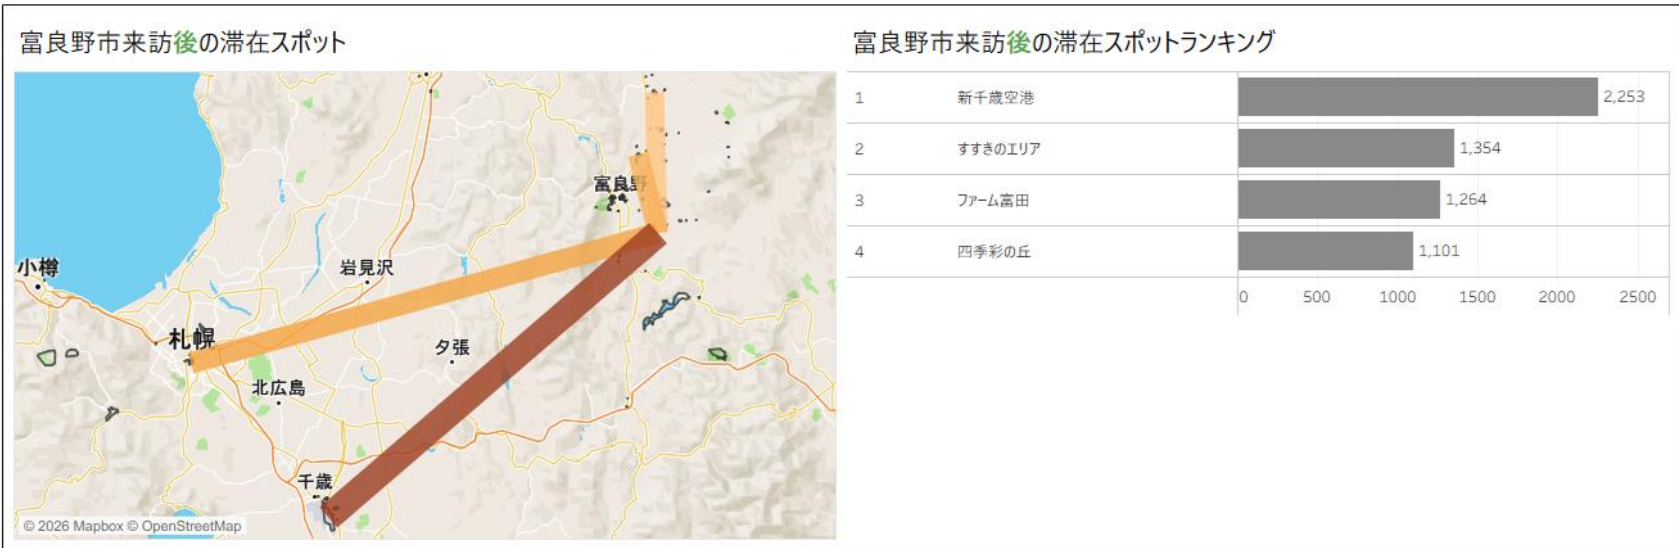 富良野市来訪後の滞在スポット
富良野
小樽
岩見沢
札幌
夕張
北広島
千歳
© 2026 Mapbox © OpenStreetMap
富良野市来訪後の滞在スポットランキング
1 新千歳空港 2,253
2 すすきのエリア 1,354
3 ファーム富田 1,264
4 四季彩の丘 1,101
0 500 1000 1500 2000 2500